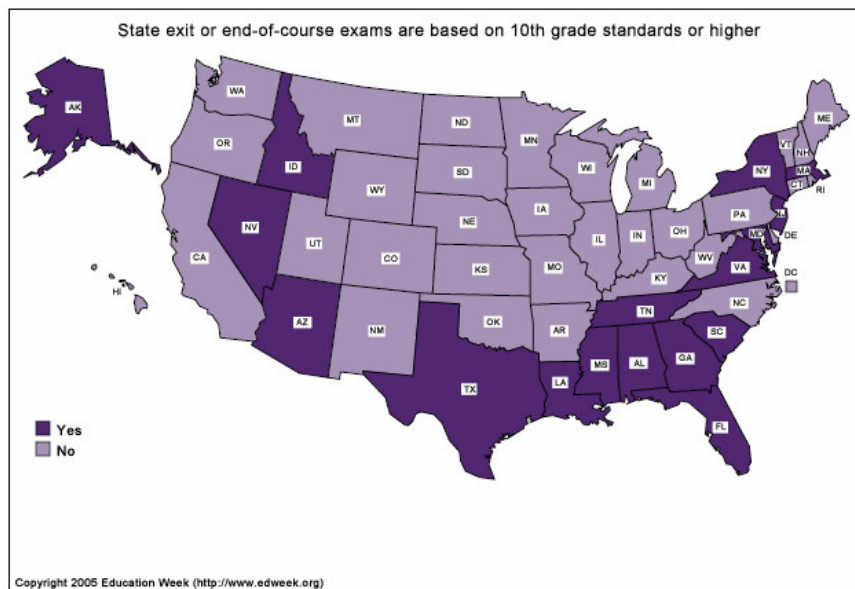 State exit or end-of-course exams are based on 10th grade standards or higher
AK
WA
MT
ND
MN
ME
OR
ID
SD
WI
VT
NH
NY
MA
WY
MI
CT
RI
NV
NE
IA
PA
NJ
CA
UT
CO
IL
IN
OH
MD
DE
KS
MO
WV
VA
DC
HI
KY
NC
AZ
NM
OK
AR
TN
SC
TX
LA
MS
AL
GA
FL
Yes
No
Copyright 2005 Education Week (http://www.edweek.org)